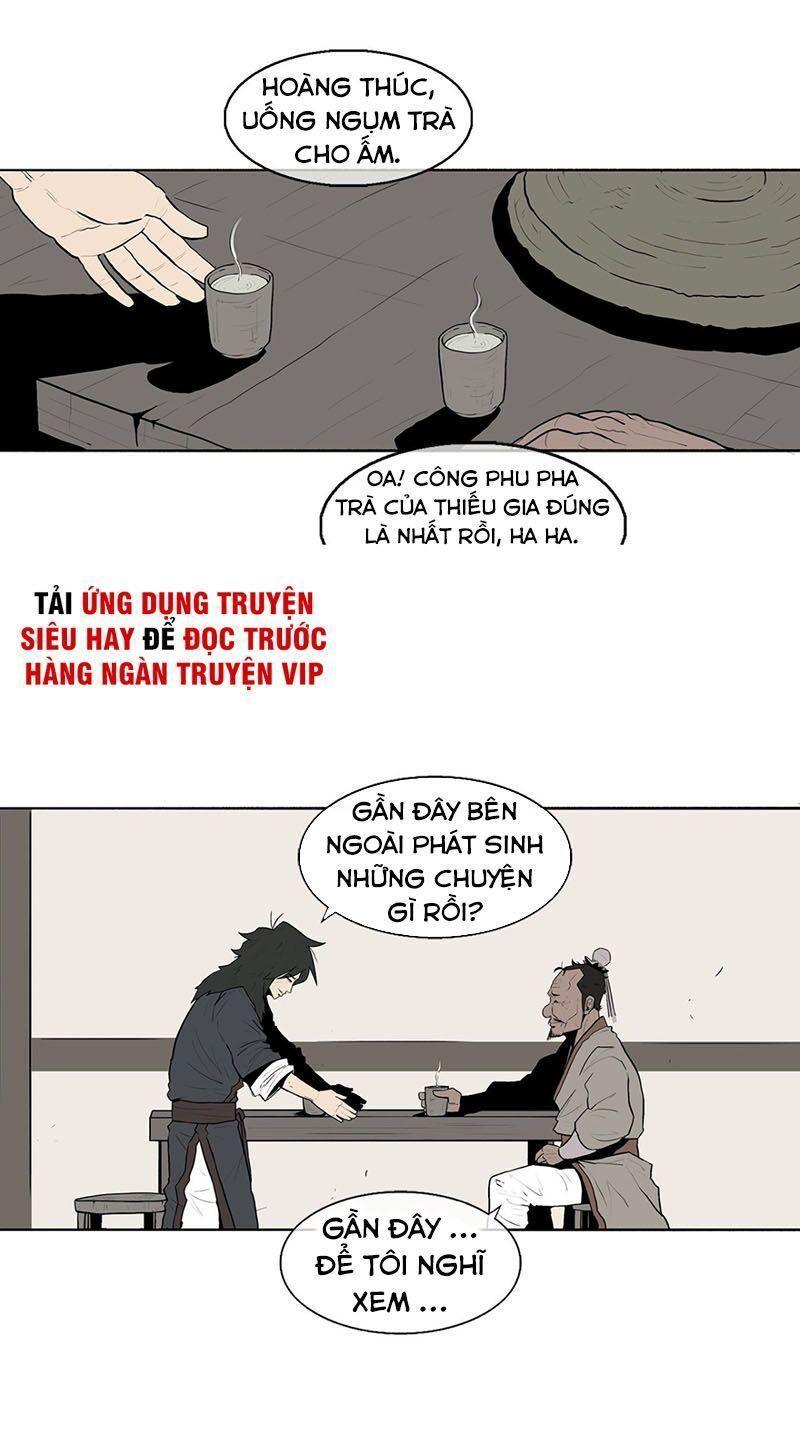 HOÀNG THÚC,
UỐNG NGỤM TRÀ
CHO ẤM.
OA! CÔNG PHU PHA
TRÀ CỦA THIẾU GIA ĐÚNG
LÀ NHẤT RỒI, HA HA.
TẢI ỨNG DỤNG TRUYỆN
SIÊU HAY ĐỂ ĐỌC TRƯỚC
HÀNG NGÀN TRUYỆN VIP
GẦN ĐÂY BÊN
NGOÀI PHÁT SINH
NHỮNG CHUYỆN
GÌ RỒI?
GẦN ĐÂY ...
ĐỂ TÔI NGHĨ
XEM ...